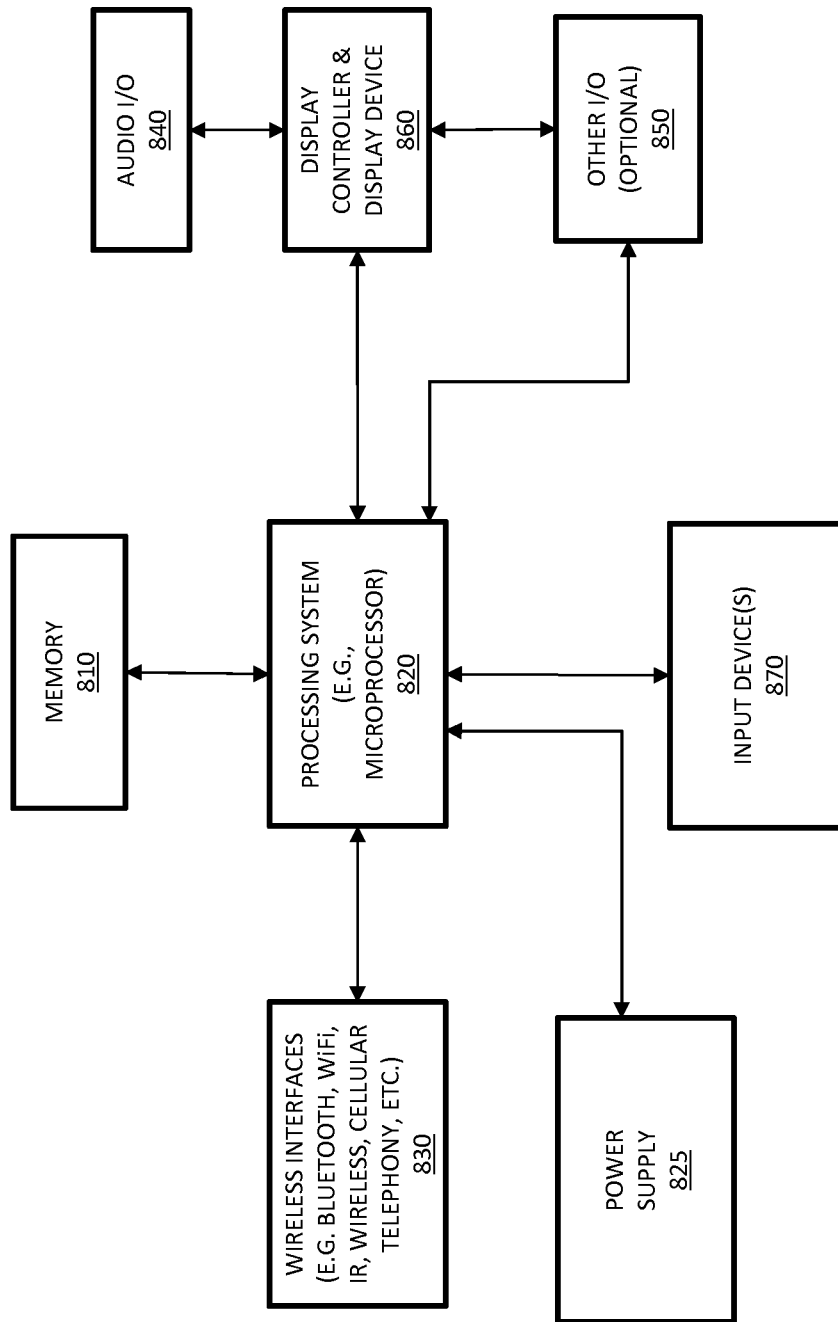 MEMORY
810
AUDIO I/O
840
WIRELESS INTERFACES
(E.G. BLUETOOTH, WiFi,
IR, WIRELESS, CELLULAR
TELEPHONY, ETC.)
830
PROCESSING SYSTEM
(E.G.,
MICROPROCESSOR)
820
DISPLAY
CONTROLLER &
DISPLAY DEVICE
860
POWER
SUPPLY
825
INPUT DEVICE(S)
870
OTHER I/O
(OPTIONAL)
850